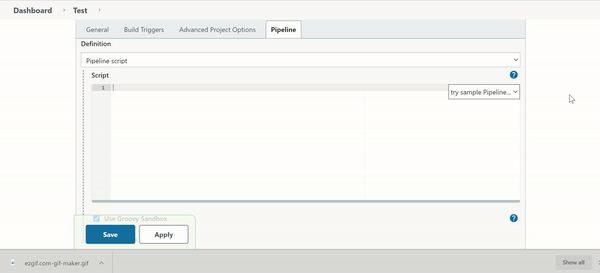 Dashboard > Test >
General Build Triggers Advanced Project Options Pipeline
Definition
Pipeline script
Script ?
1
try sample Pipeline...
Use Groovy Sandbox ?
Save Apply
ezgif.com-gif-maker.gif Show all